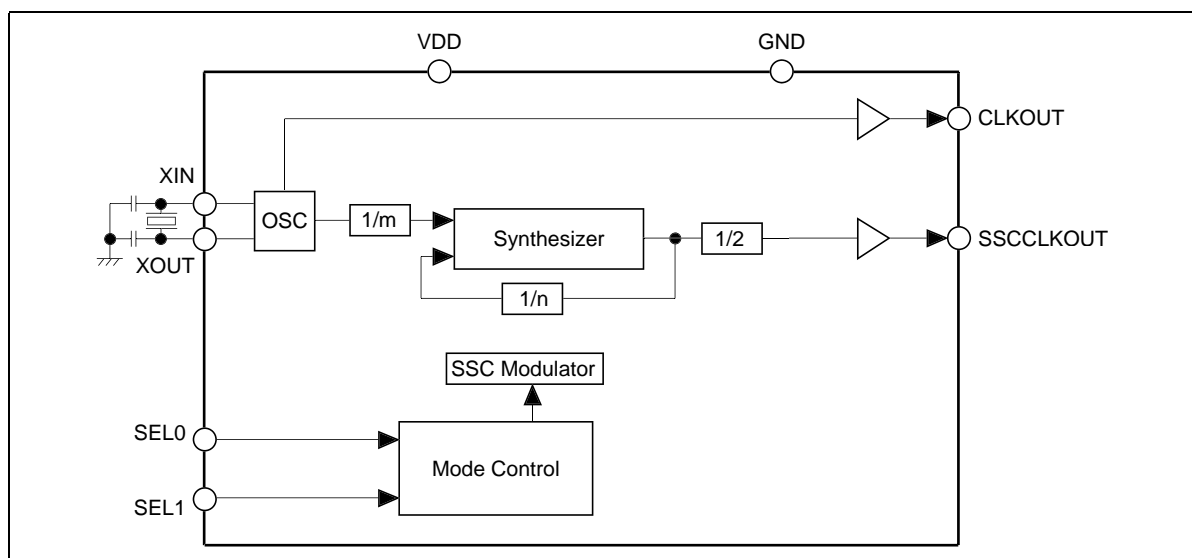 VDD
GND
CLKOUT
XIN
OSC
1/m
Synthesizer
1/2
SSCCLKOUT
XOUT
1/n
SSC Modulator
SEL0
Mode Control
SEL1